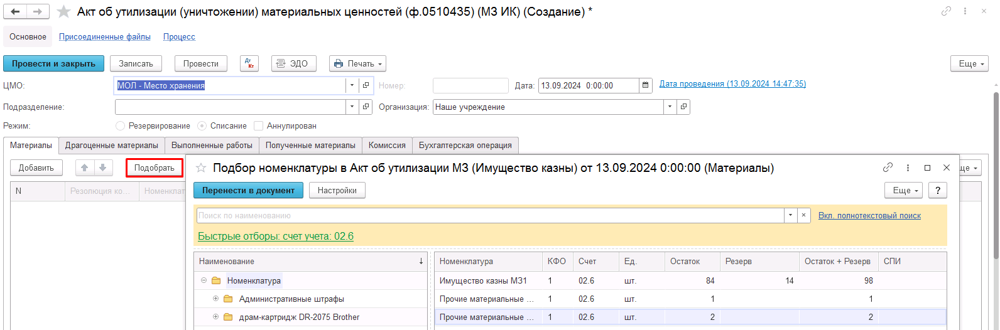 Акт об утилизации (уничтожении) материальных ценностей (ф.0510435) (МЗ ИК) (Создание) *
Основное Присоединенные файлы Процесс
Провести и закрыть Записать Провести Дт Кт ЭДО Печать Еще
ЦМО: МОЛ - Место хранения Номер: Дата: 13.09.2024 0:00:00 Дата проведения (13.09.2024 14:47:35)
Подразделение: Организация: Наше учреждение
Режим: Резервирование Списание Аннулирован
Материалы Драгоценные материалы Выполненные работы Полученные материалы Комиссия Бухгалтерская операция
Добавить Подобрать ще
N Резолюция ко... Номенклат
Подбор номенклатуры в Акт об утилизации МЗ (Имущество казны) от 13.09.2024 0:00:00 (Материалы)
Перенести в документ Настройки Еще ?
Поиск по наименованию Вкл. полнотекстовый поиск
Быстрые отборы: счет учета: 02.6
Наименование Номенклатура КФО Счет Ед. Остаток Резерв Остаток + Резерв СПИ
Номенклатура Имущество казны МЗ1 1 02.6 шт. 84 14 98
Административные штрафы Прочие материальные ... 1 02.6 шт. 1 1
драм-картридж DR-2075 Brother Прочие материальные ... 1 02.6 шт. 2 2